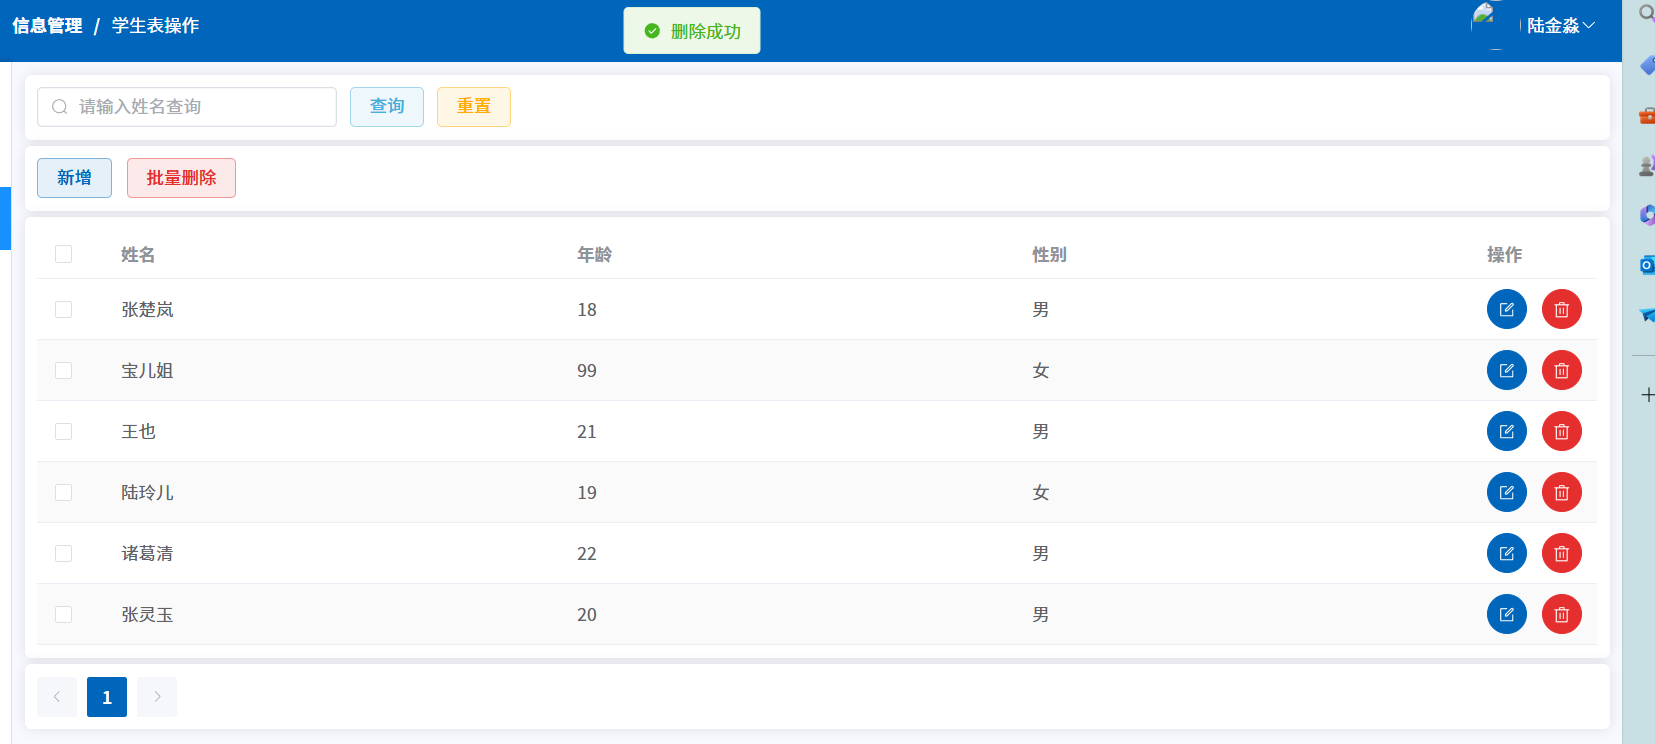 信息管理 / 学生表操作
删除成功
陆金淼
请输入姓名查询
查询
重置
新增
批量删除
姓名 年龄 性别 操作
张楚岚 18 男
宝儿姐 99 女
王也 21 男
陆玲儿 19 女
诸葛清 22 男
张灵玉 20 男
1